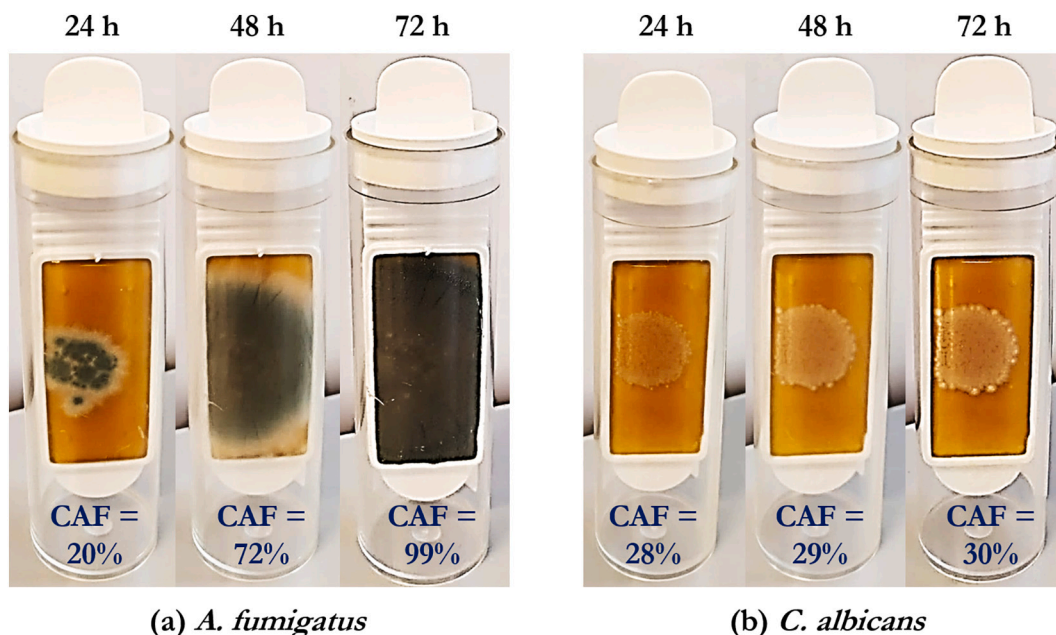 24 h 48 h 72 h 24 h 48 h 72 h
CAF = 20% CAF = 72% CAF = 99% CAF = 28% CAF = 29% CAF = 30%
(a) A. fumigatus (b) C. albicans